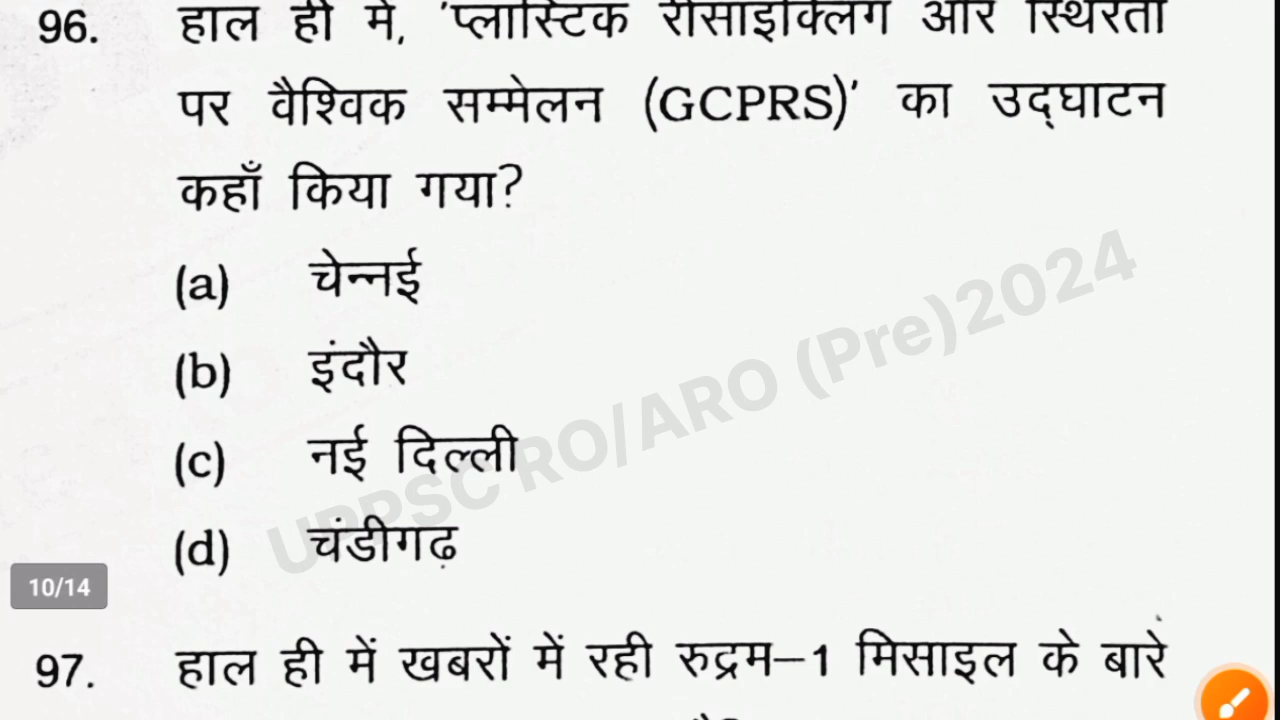 96. हाल ही में, 'प्लास्टिक रीसाइक्लिंग और स्थिरता
पर वैश्विक सम्मेलन (GCPRS)' का उद्घाटन
कहाँ किया गया?
(a) चेन्नई
(b) इंदौर
(c) नई दिल्ली
(d) चंडीगढ़
UPPSC RO/ARO (Pre)2024
10/14
97. हाल ही में खबरों में रही रुद्रम–1 मिसाइल के बारे